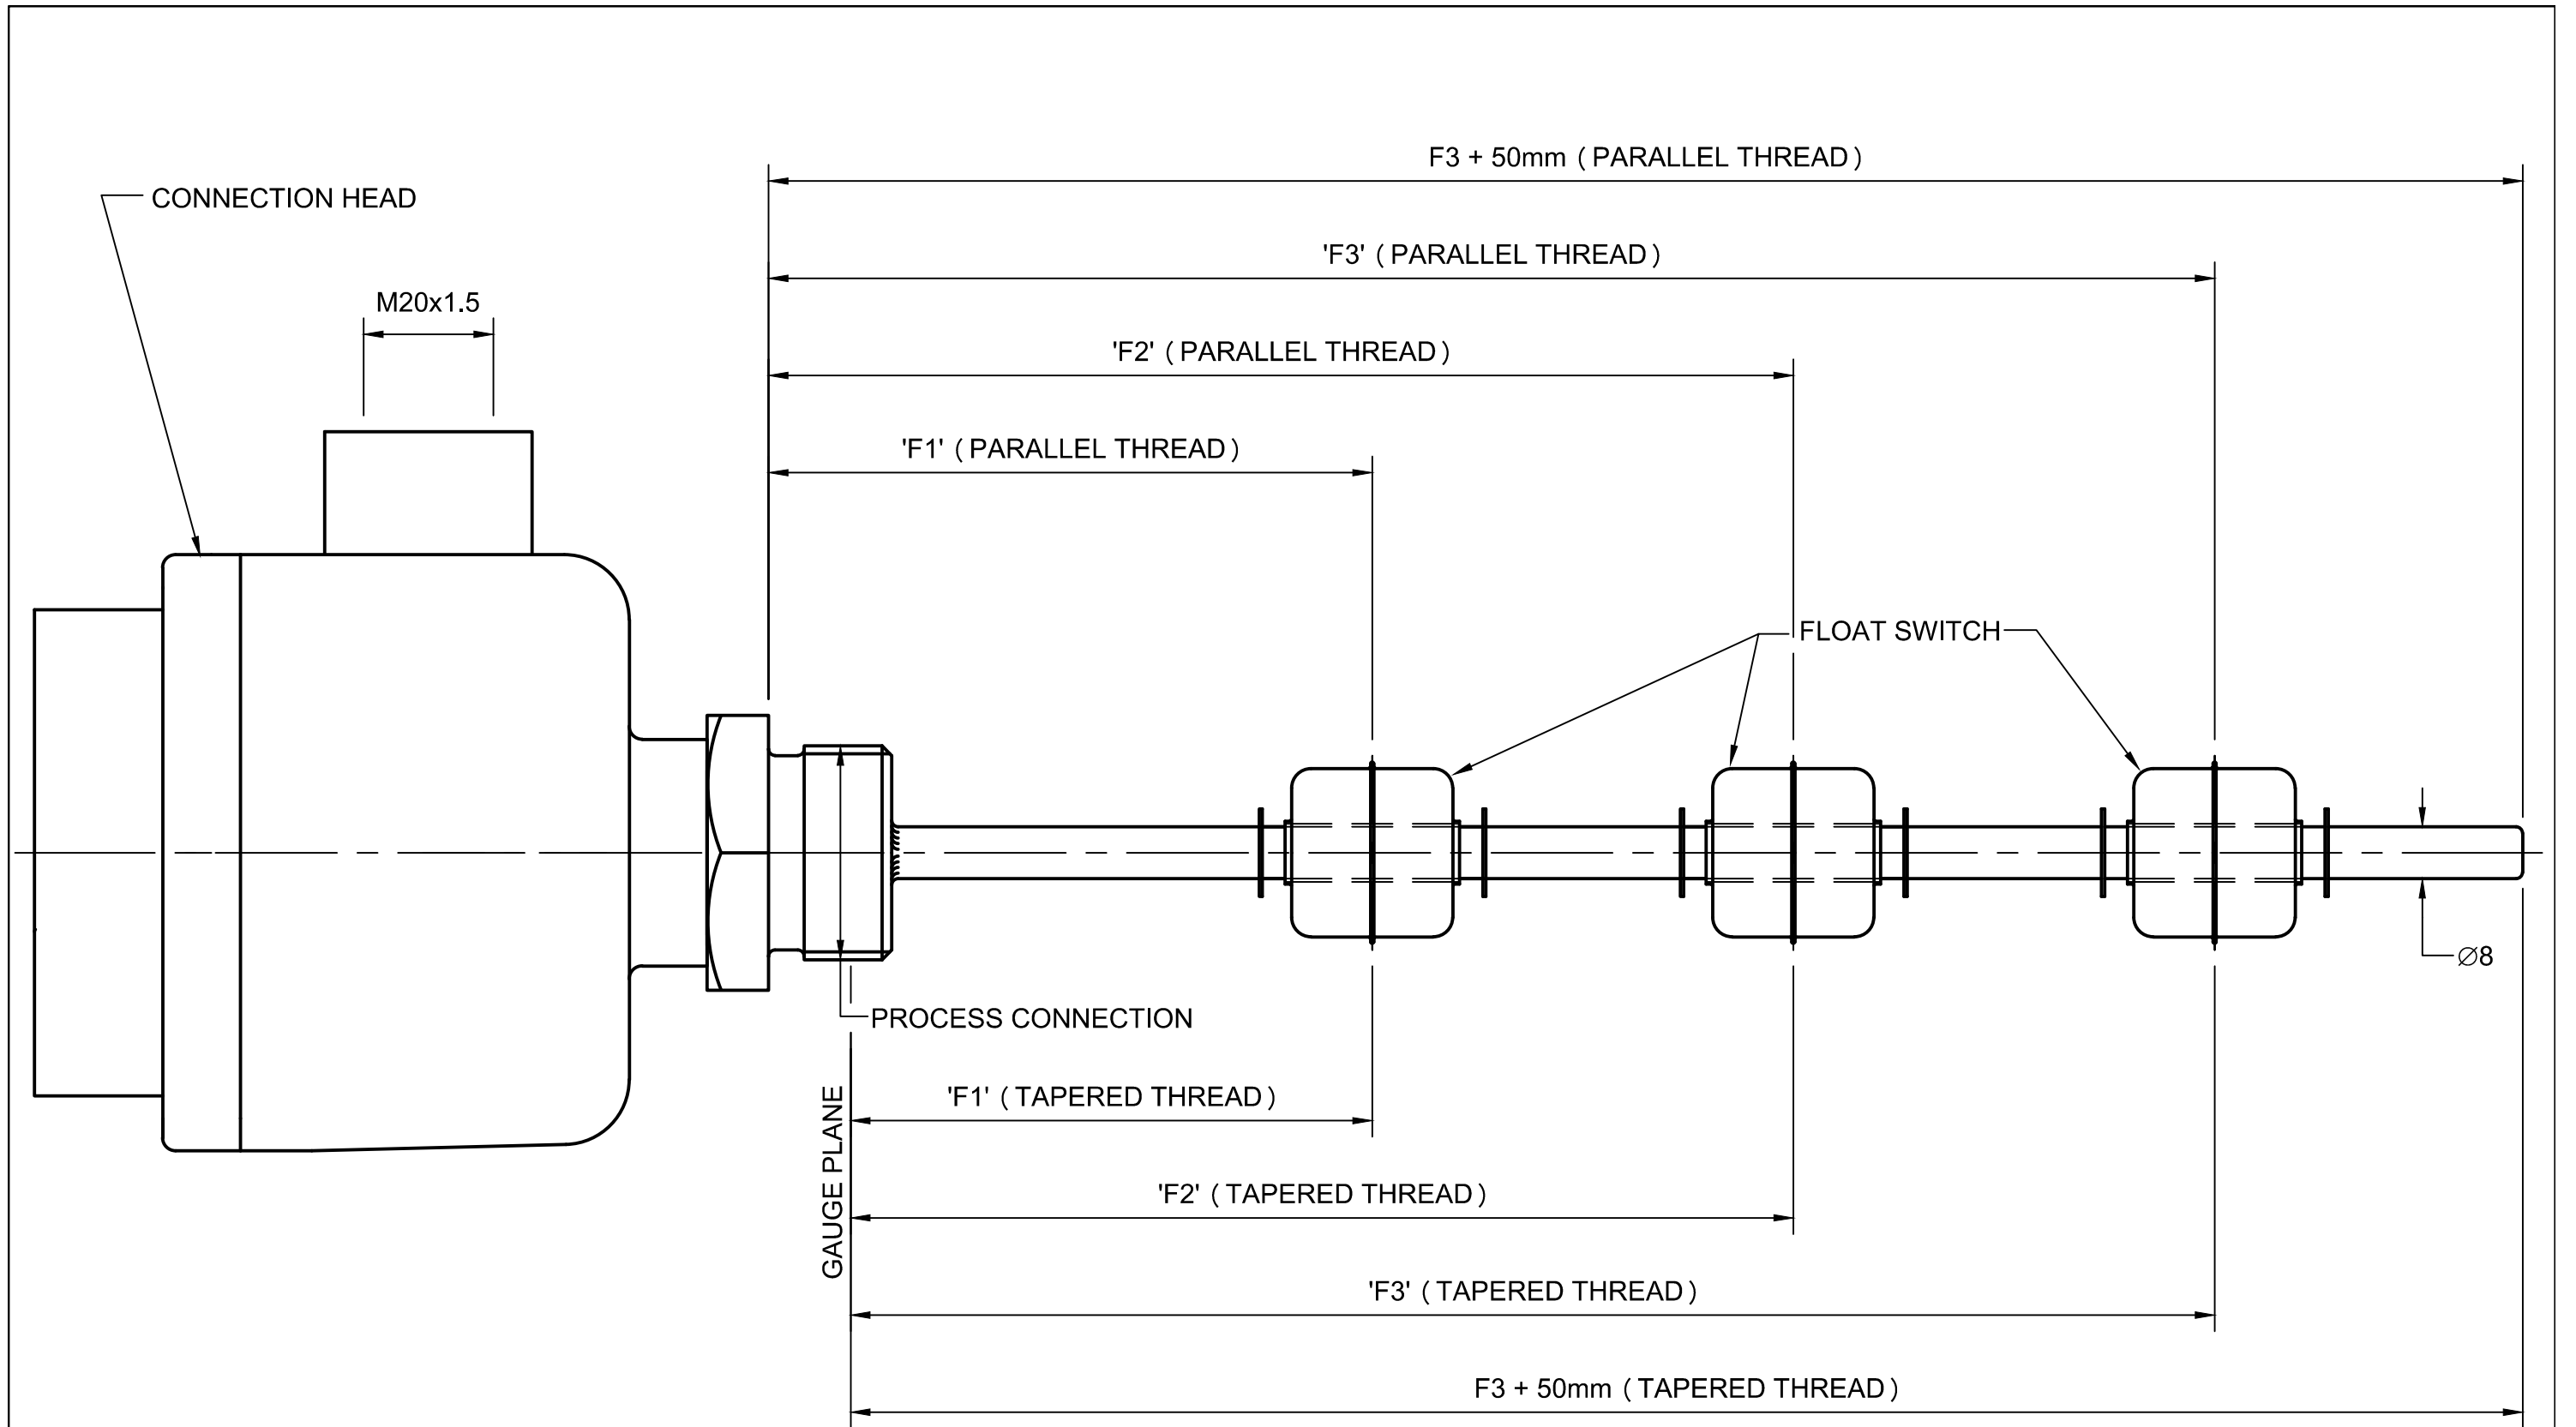 F3 + 50mm ( PARALLEL THREAD )
CONNECTION HEAD
'F3' ( PARALLEL THREAD )
M20x1.5
'F2' ( PARALLEL THREAD )
'F1' ( PARALLEL THREAD )
FLOAT SWITCH
∅8
PROCESS CONNECTION
GAUGE PLANE
'F1' ( TAPERED THREAD )
'F2' ( TAPERED THREAD )
'F3' ( TAPERED THREAD )
F3 + 50mm ( TAPERED THREAD )